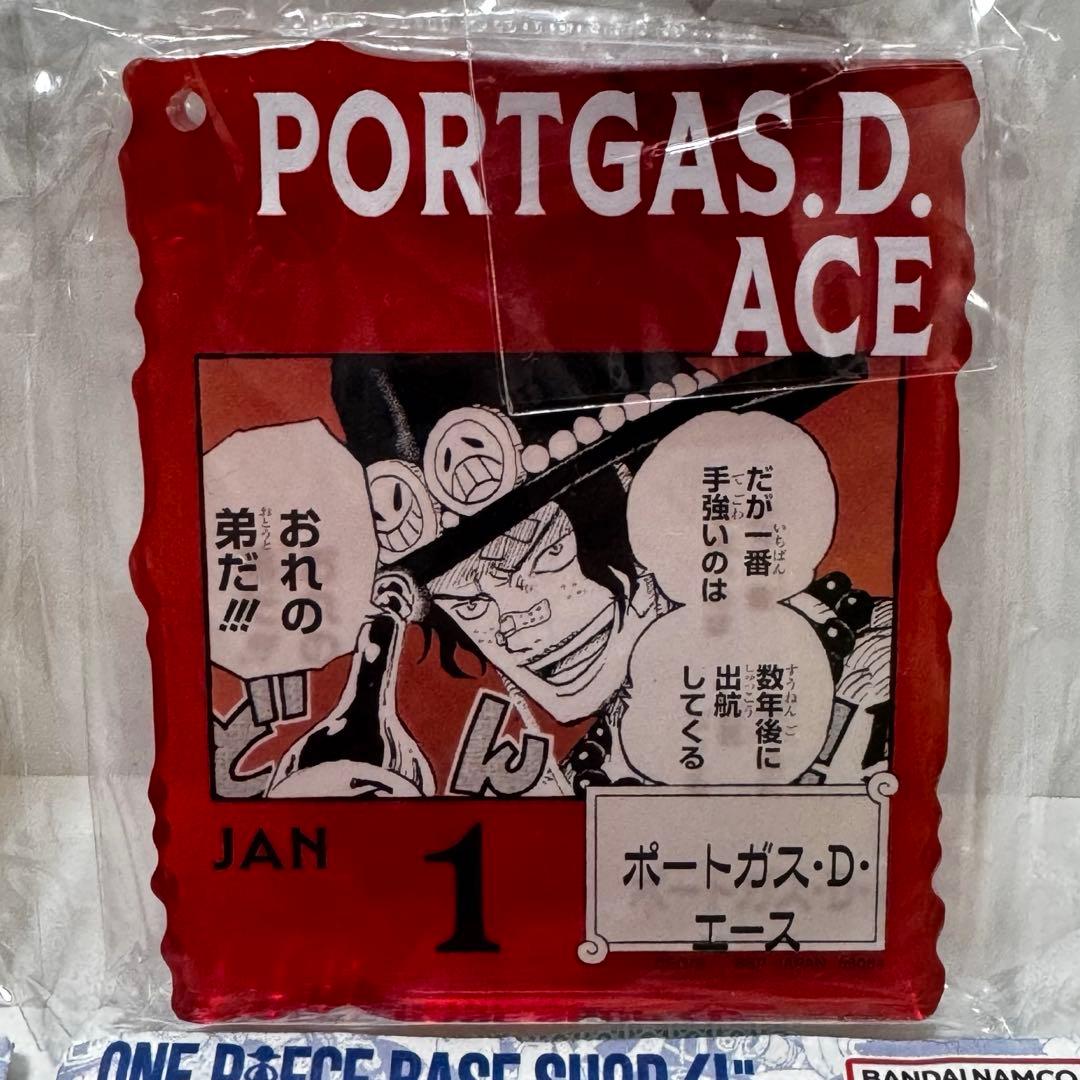 PORTGAS.D.
ACE
だが一番
手強いのは
数年後に
出航
してくる
おれの
弟だ!!!
どん
JAN
1
ポートガス・D・
エース
ONE PIECE BASE SHOP
BANDAI NAMCO